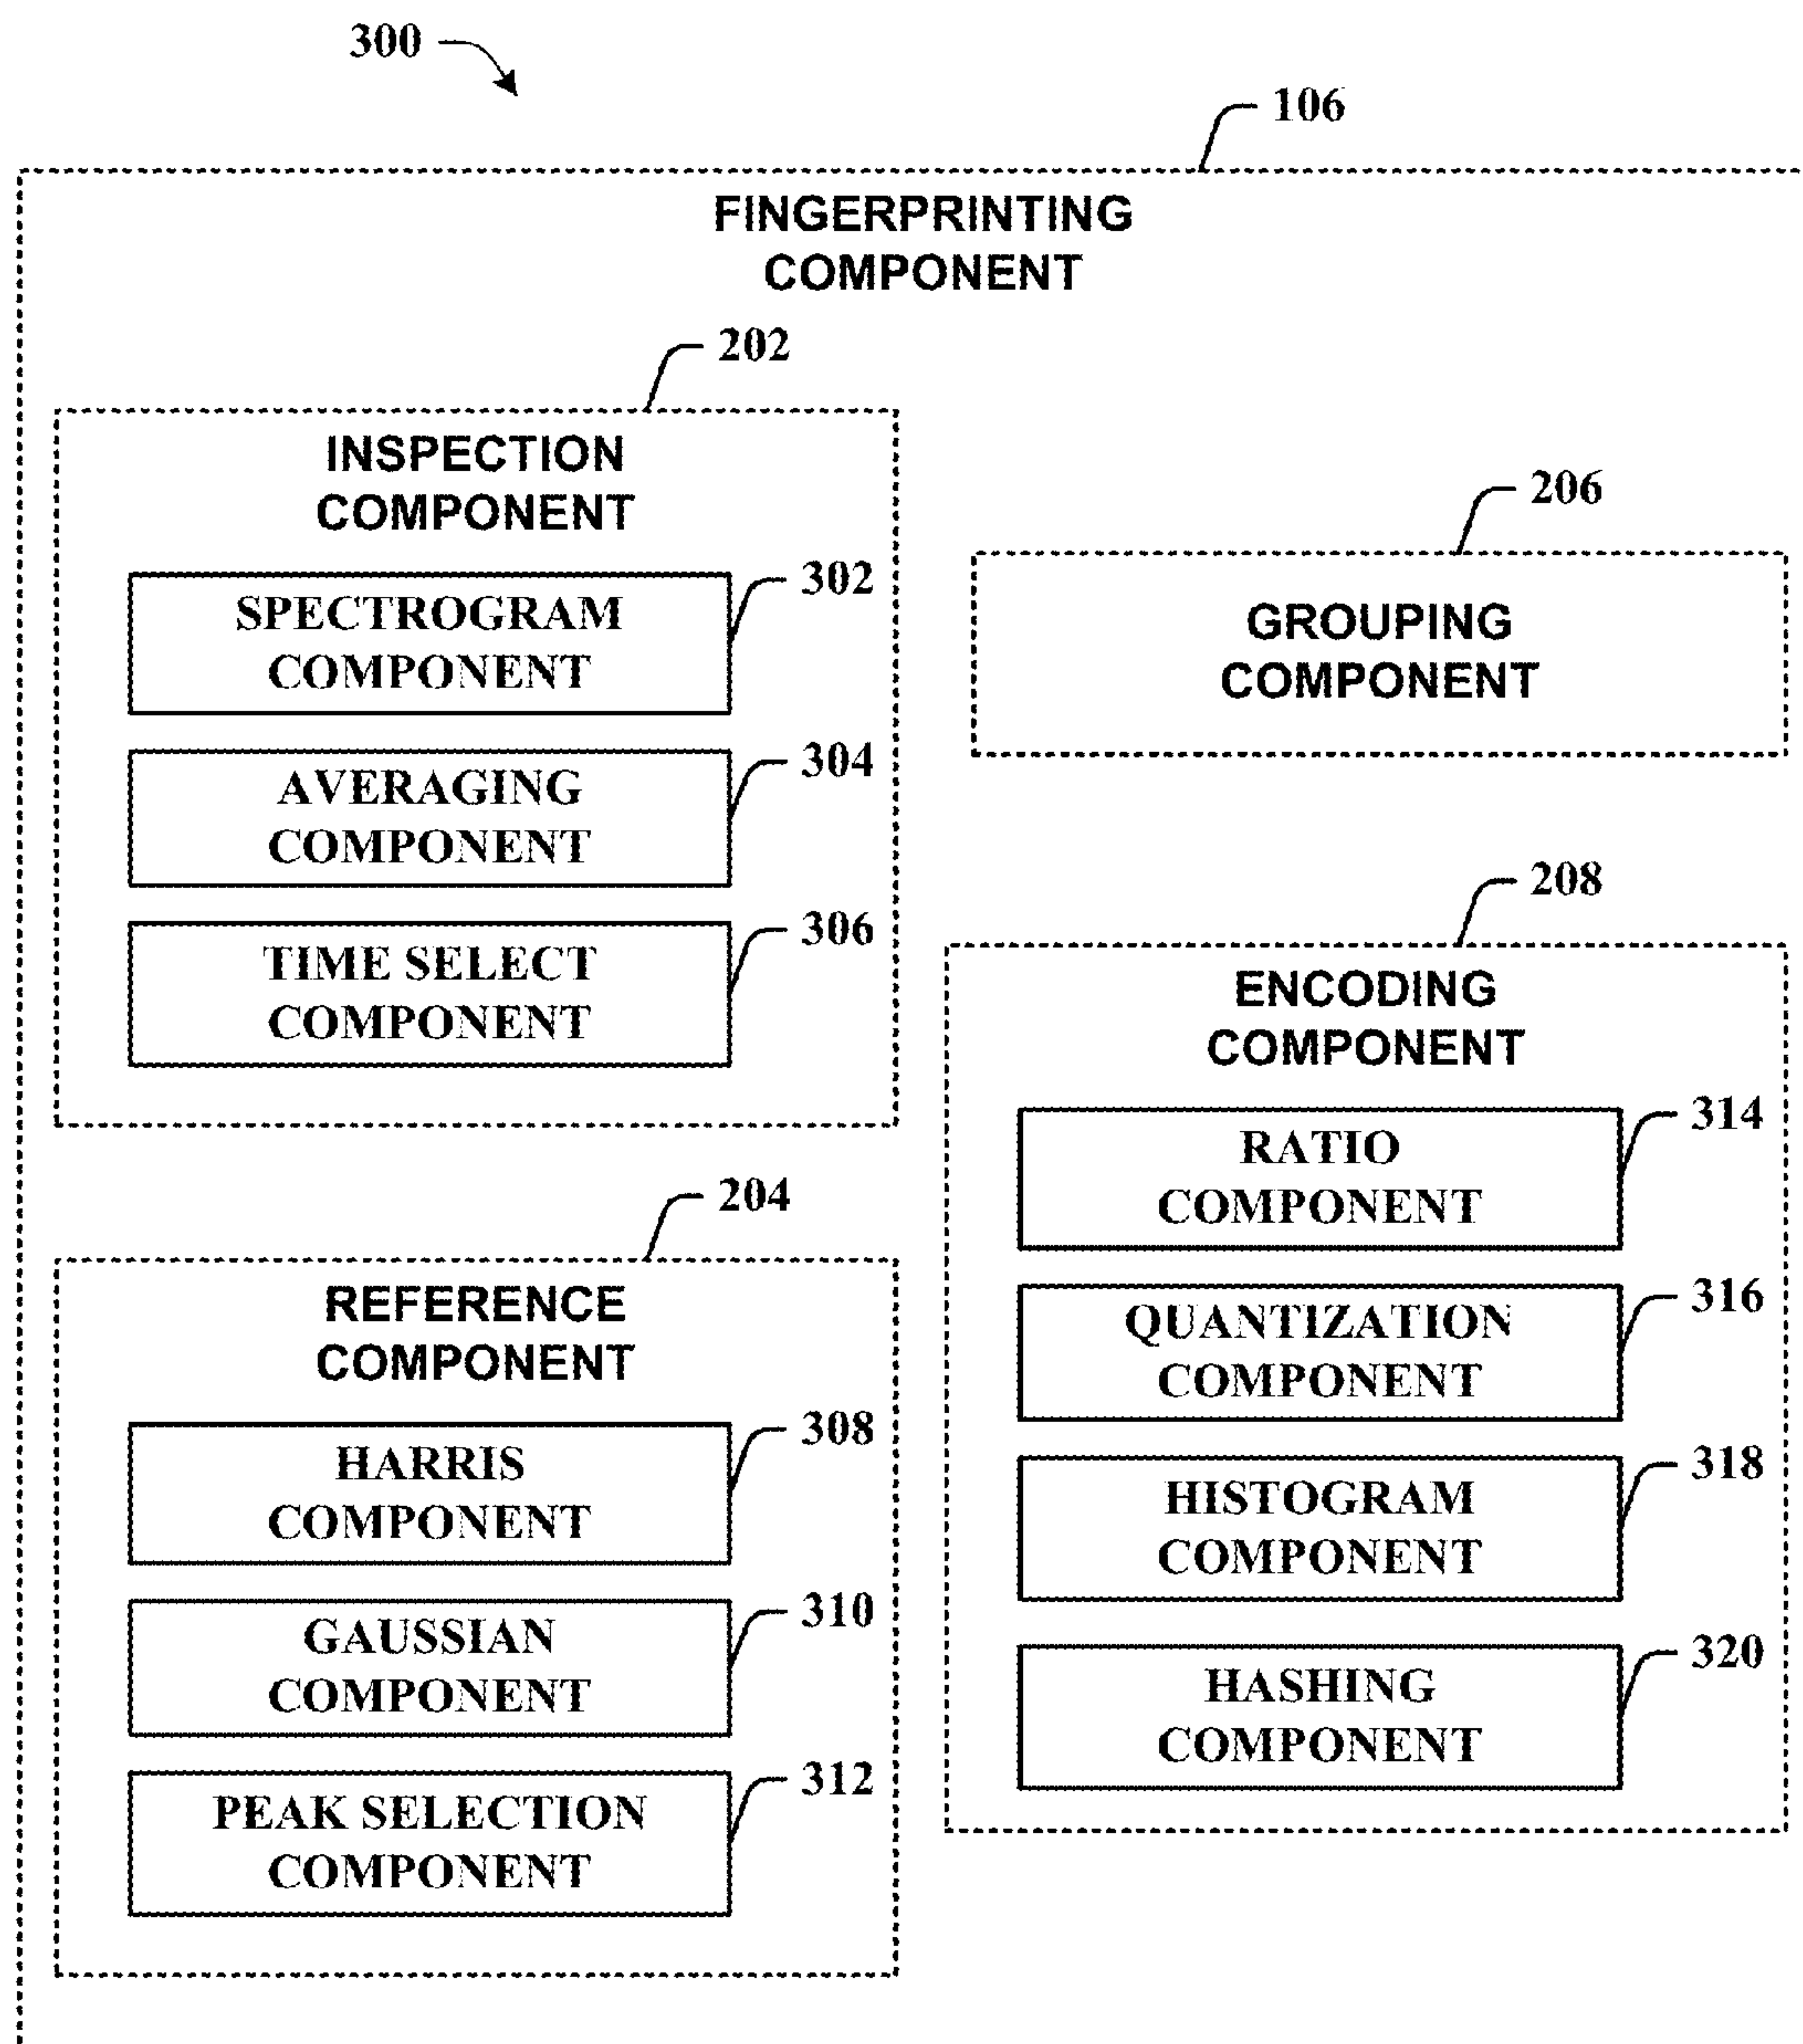 300
106
FINGERPRINTING
COMPONENT
202
INSPECTION
COMPONENT
302
SPECTROGRAM
COMPONENT
304
AVERAGING
COMPONENT
306
TIME SELECT
COMPONENT
204
REFERENCE
COMPONENT
308
HARRIS
COMPONENT
310
GAUSSIAN
COMPONENT
312
PEAK SELECTION
COMPONENT
206
GROUPING
COMPONENT
208
ENCODING
COMPONENT
314
RATIO
COMPONENT
316
QUANTIZATION
COMPONENT
318
HISTOGRAM
COMPONENT
320
HASHING
COMPONENT